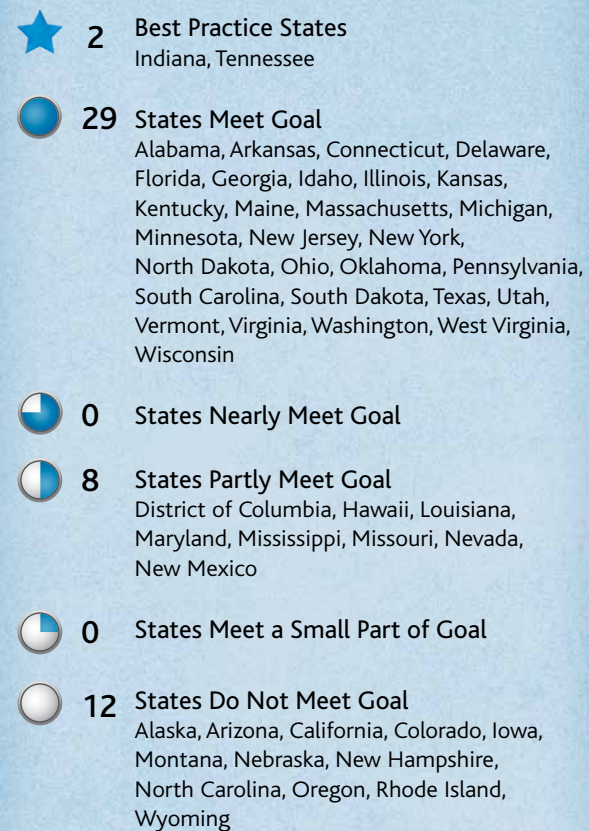 2 Best Practice States
Indiana, Tennessee
29 States Meet Goal
Alabama, Arkansas, Connecticut, Delaware,
Florida, Georgia, Idaho, Illinois, Kansas,
Kentucky, Maine, Massachusetts, Michigan,
Minnesota, New Jersey, New York,
North Dakota, Ohio, Oklahoma, Pennsylvania,
South Carolina, South Dakota, Texas, Utah,
Vermont, Virginia, Washington, West Virginia,
Wisconsin
0 States Nearly Meet Goal
8 States Partly Meet Goal
District of Columbia, Hawaii, Louisiana,
Maryland, Mississippi, Missouri, Nevada,
New Mexico
0 States Meet a Small Part of Goal
12 States Do Not Meet Goal
Alaska, Arizona, California, Colorado, Iowa,
Montana, Nebraska, New Hampshire,
North Carolina, Oregon, Rhode Island,
Wyoming